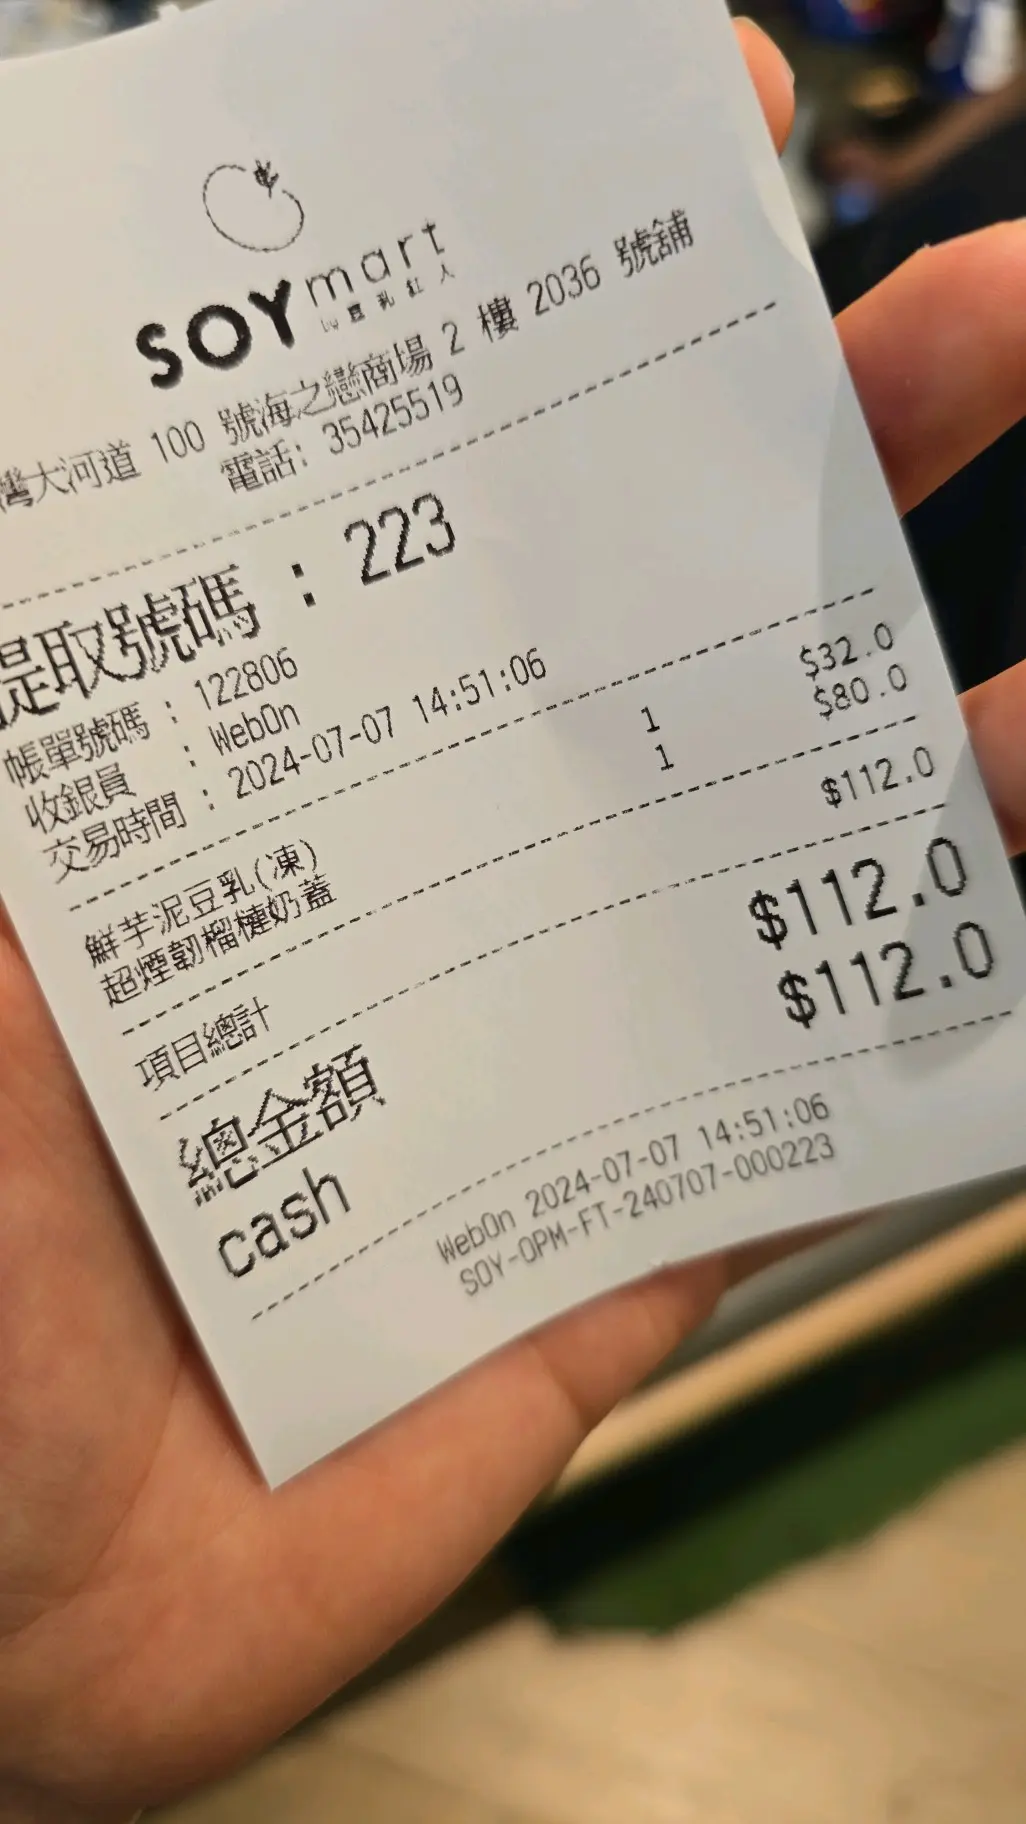 SOYmart
豆乳紅人
灣大河道 100 號海之戀商場 2 樓 2036 號舖
電話: 35425519
提取號碼 : 223
帳單號碼 : 122806
收銀員 : WebOn
交易時間 : 2024-07-07 14:51:06
鮮芋泥豆乳(凍) 1 $32.0
超煙韌榴槤奶蓋 1 $80.0
項目總計 $112.0
總金額 $112.0
cash $112.0
WebOn 2024-07-07 14:51:06
SOY-OPM-FT-240707-000223